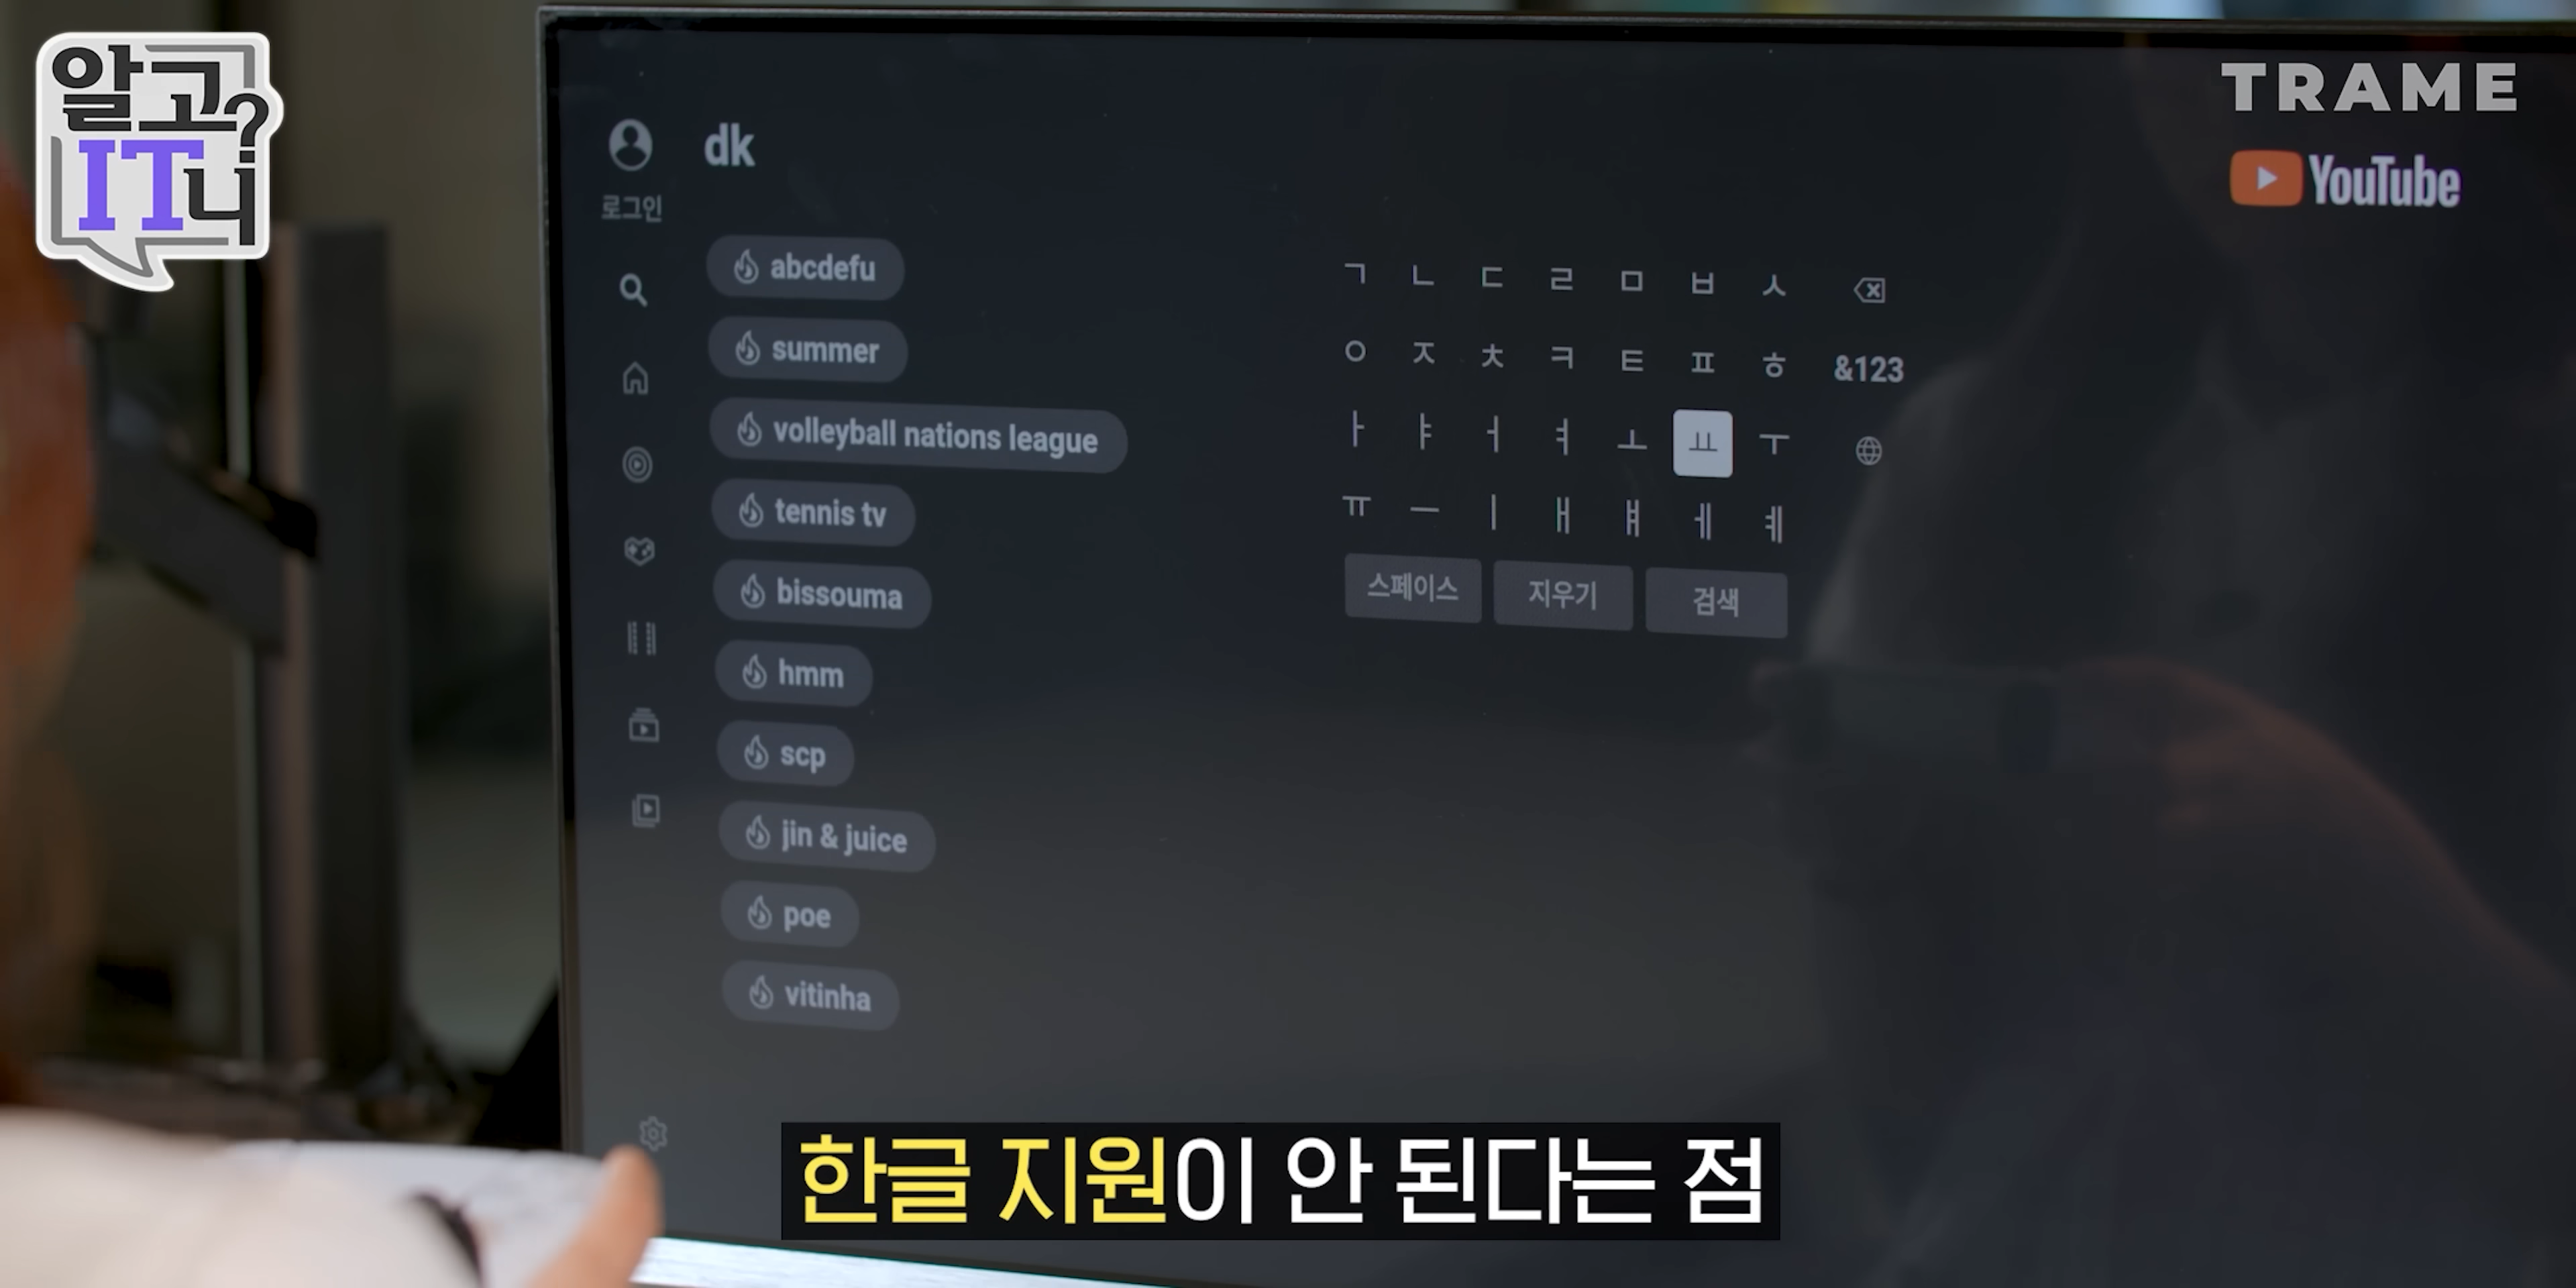 알고?
IT니
TRAME
YouTube
dk
로그인
abcdefu
summer
volleyball nations league
tennis tv
bissouma
hmm
scp
jin & juice
poe
vitinha
ㄱ ㄴ ㄷ ㄹ ㅁ ㅂ ㅅ
ㅇ ㅈ ㅊ ㅋ ㅌ ㅍ ㅎ &123
ㅏ ㅑ ㅓ ㅕ ㅗ ㅛ ㅜ
ㅠ ㅡ ㅣ ㅐ ㅒ ㅔ ㅖ
스페이스 지우기 검색
한글 지원이 안 된다는 점